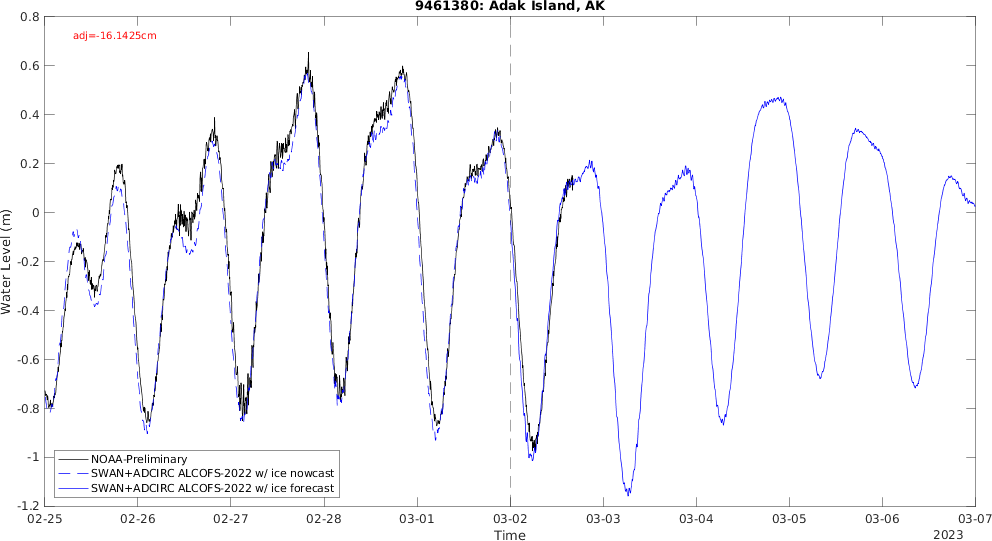 9461380: Adak Island, AK
adj=-16.1425cm
Water Level (m)
0.8
0.6
0.4
0.2
0
-0.2
-0.4
-0.6
-0.8
-1
-1.2
NOAA-Preliminary
SWAN+ADCIRC ALCOFS-2022 w/ ice nowcast
SWAN+ADCIRC ALCOFS-2022 w/ ice forecast
02-25 02-26 02-27 02-28 03-01 03-02 03-03 03-04 03-05 03-06 03-07
Time
2023